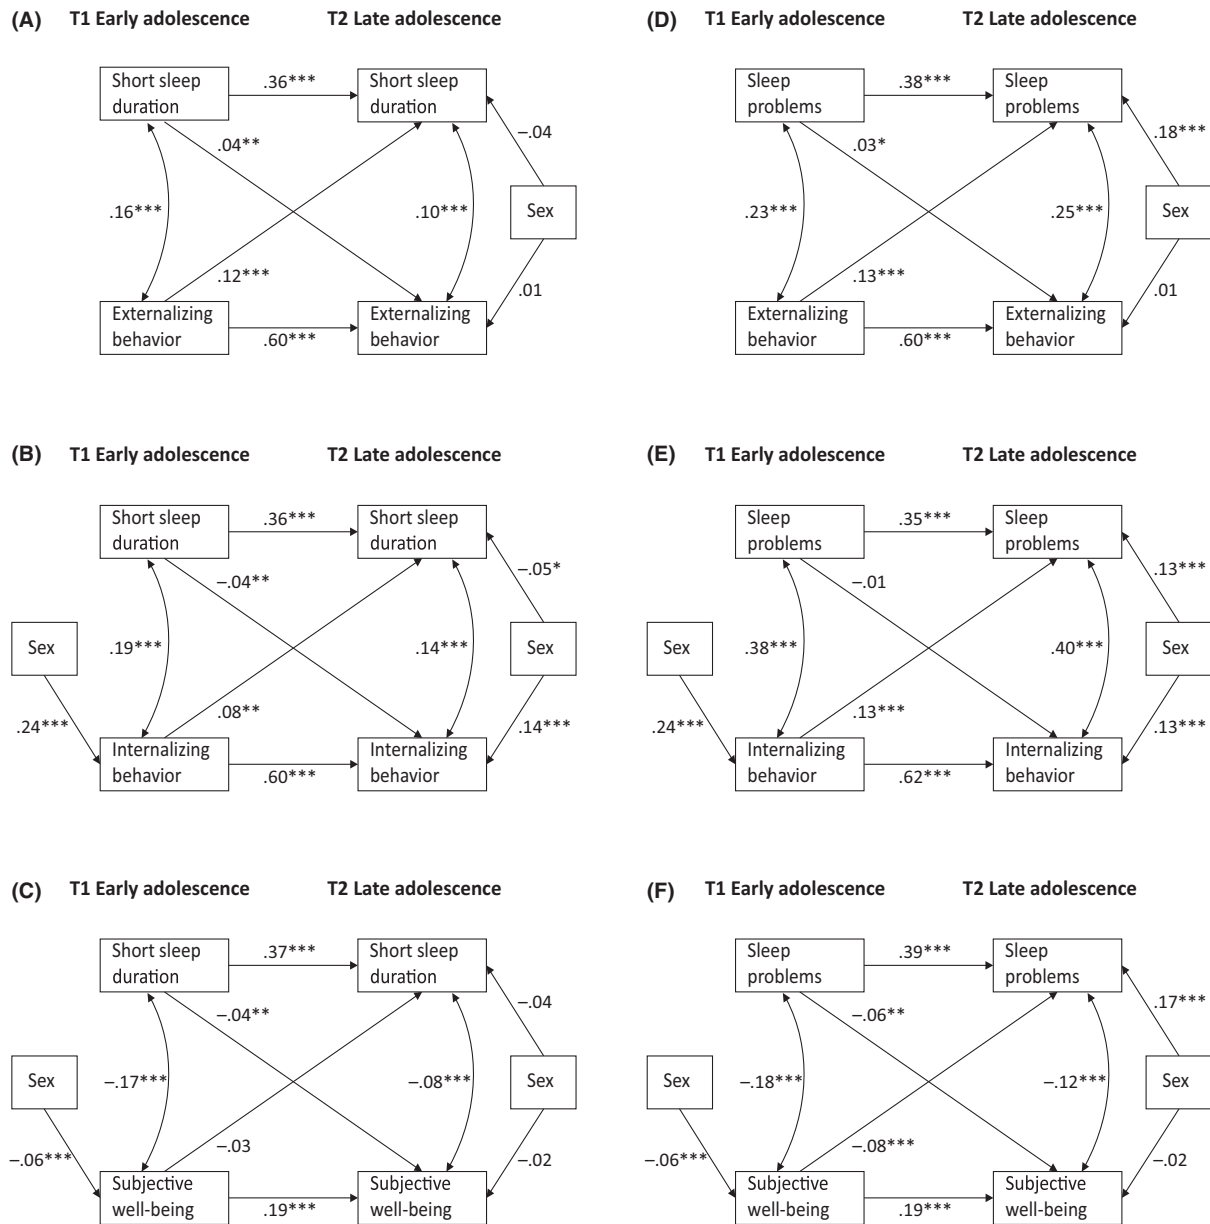 (A) T1 Early adolescence T2 Late adolescence
Short sleep
duration
.36***
Short sleep
duration
–.04
.04**
.16***
.10***
Sex
.12***
.01
Externalizing
behavior
.60***
Externalizing
behavior
(D) T1 Early adolescence T2 Late adolescence
Sleep
problems
.38***
Sleep
problems
.18***
.03*
.23***
.25***
Sex
.13***
.01
Externalizing
behavior
.60***
Externalizing
behavior
(B) T1 Early adolescence T2 Late adolescence
Short sleep
duration
.36***
Short sleep
duration
–.05*
–.04**
Sex
.19***
.14***
Sex
.24***
.08**
.14***
Internalizing
behavior
.60***
Internalizing
behavior
(E) T1 Early adolescence T2 Late adolescence
Sleep
problems
.35***
Sleep
problems
.13***
–.01
Sex
.38***
.40***
Sex
.24***
.13***
.13***
Internalizing
behavior
.62***
Internalizing
behavior
(C) T1 Early adolescence T2 Late adolescence
Short sleep
duration
.37***
Short sleep
duration
–.04
–.04**
Sex
–.17***
–.08***
Sex
–.06***
–.03
–.02
Subjective
well-being
.19***
Subjective
well-being
(F) T1 Early adolescence T2 Late adolescence
Sleep
problems
.39***
Sleep
problems
.17***
–.06**
Sex
–.18***
–.12***
Sex
–.06***
–.08***
–.02
Subjective
well-being
.19***
Subjective
well-being